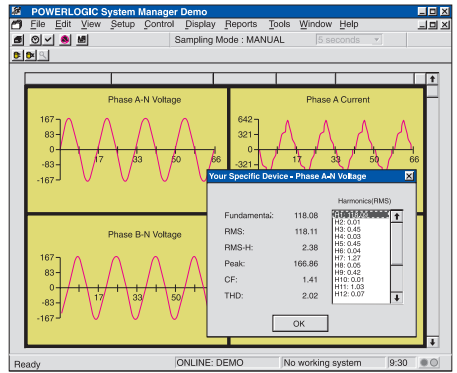 POWERLOGIC System Manager Demo
File Edit View Setup Control Display Reports Tools Window Help
Sampling Mode : MANUAL 5 seconds
Phase A-N Voltage
167
83
0
-83
-167
17 33 50 66
Phase A Current
642
321
0
-321
17 33 50 66
Phase B-N Voltage
167
83
0
-83
-167
17 33 50
Your Specific Device - Phase A-N Voltage
Harmonics(RMS)
Fundamental: 118.08
RMS: 118.11
RMS-H: 2.38
Peak: 166.86
CF: 1.41
THD: 2.02
H1: 118.08
H2: 0.01
H3: 0.45
H4: 0.03
H5: 0.45
H6: 0.04
H7: 1.27
H8: 0.05
H9: 0.42
H10: 0.01
H11: 1.03
H12: 0.07
OK
Ready ONLINE: DEMO No working system 9:30